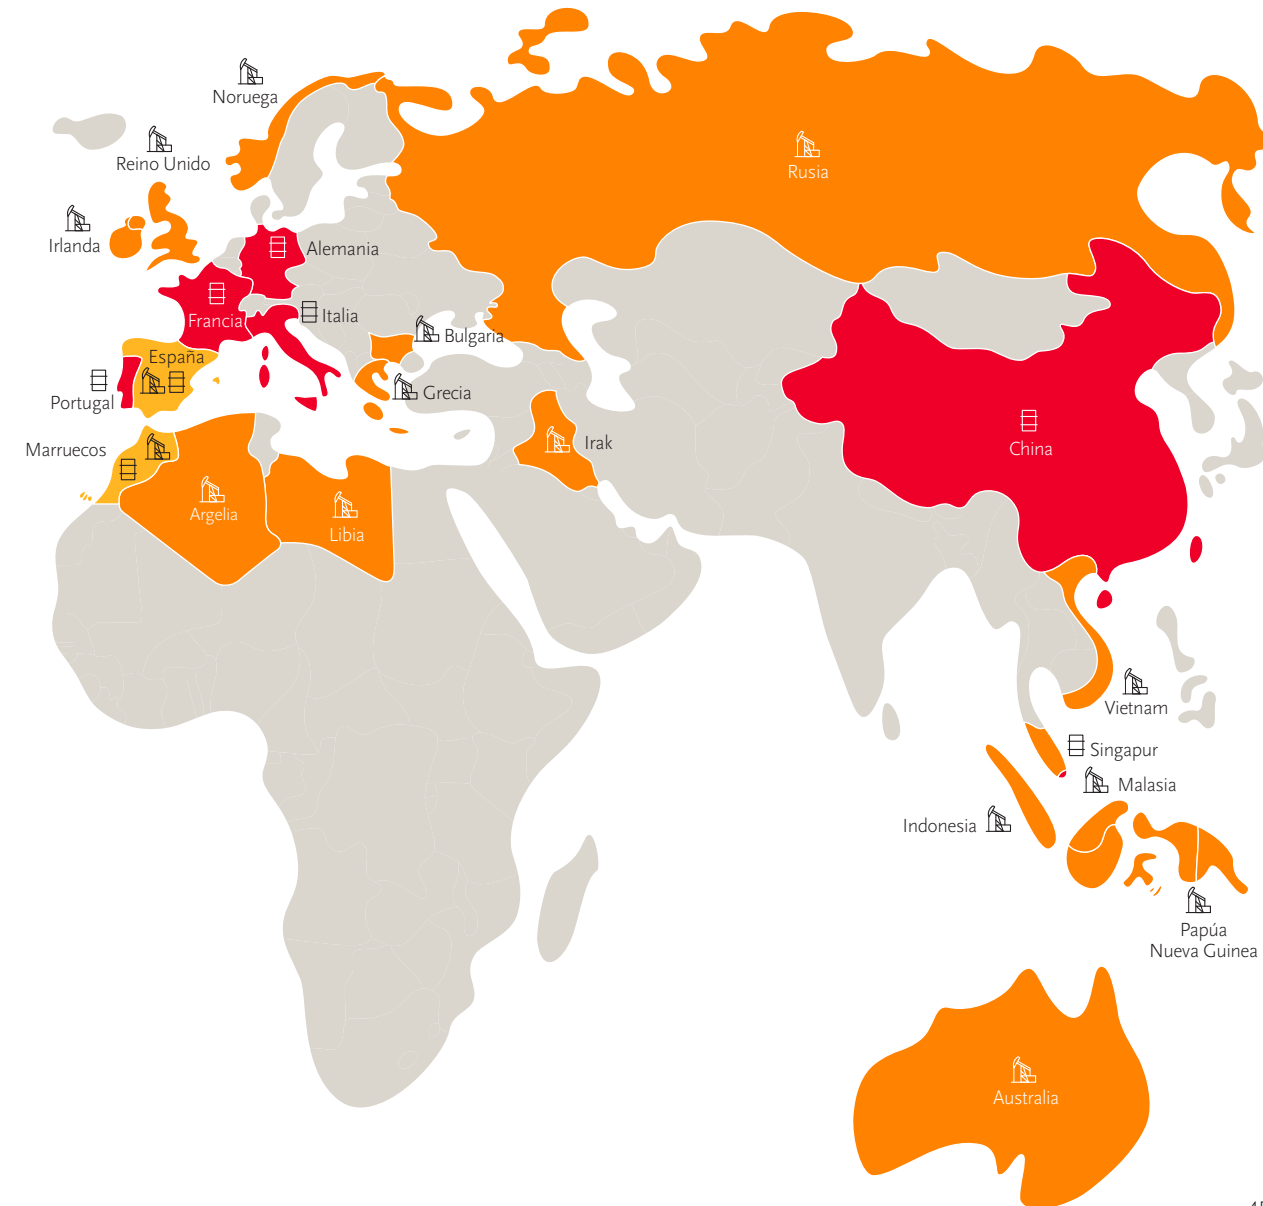 Noruega
Reino Unido
Rusia
Irlanda
Alemania
Francia
Italia
Bulgaria
España
Portugal
Grecia
Marruecos
Irak
China
Argelia
Libia
Vietnam
Singapur
Malasia
Indonesia
Papúa
Nueva Guinea
Australia